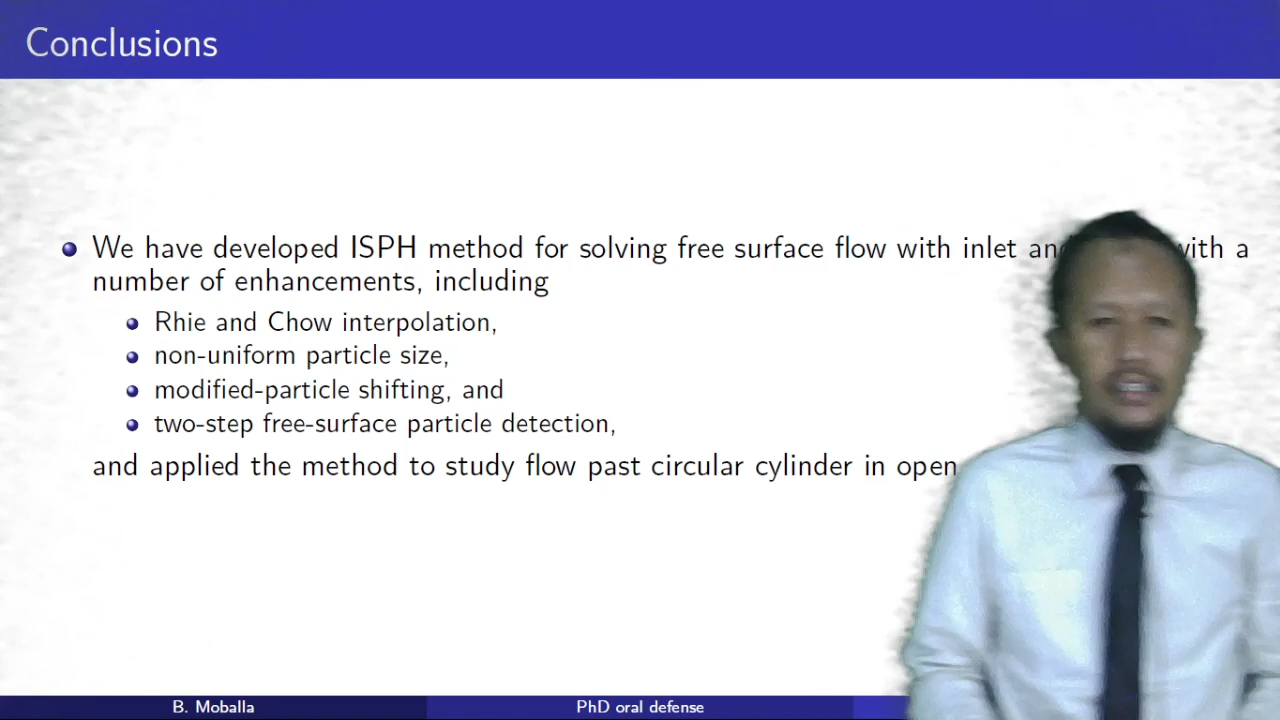 Conclusions
We have developed ISPH method for solving free surface flow with inlet and with a
number of enhancements, including
Rhie and Chow interpolation,
non-uniform particle size,
modified-particle shifting, and
two-step free-surface particle detection,
and applied the method to study flow past circular cylinder in open
B. Moballa
PhD oral defense